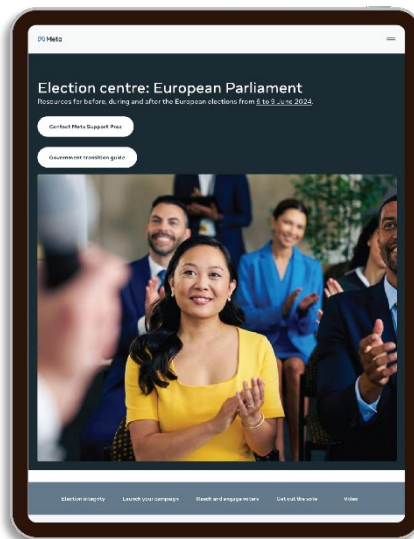 Meta
Election centre: European Parliament
Resources for before, during and after the European elections from 6 to 9 June 2024.
Contact Meta Support Pros
Government transition guide
Election integrity Launch your campaign Reach and engage voters Get out the vote Video